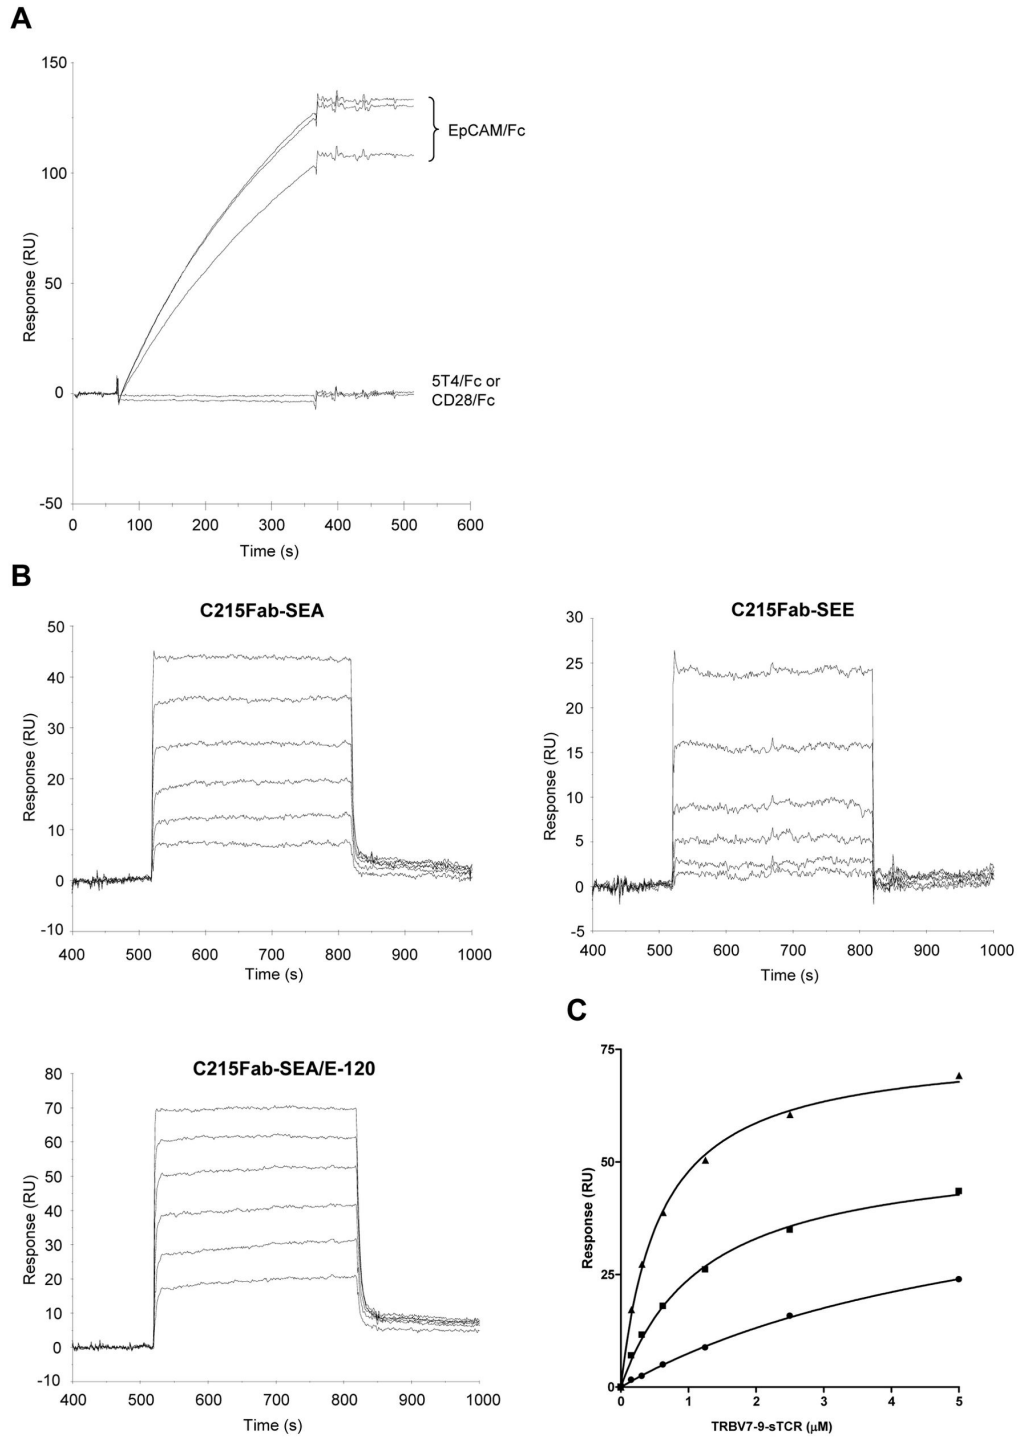 A
150
100
50
0
-50
Response (RU)
0 100 200 300 400 500 600
Time (s)
EpCAM/Fc
5T4/Fc or
CD28/Fc
B
C215Fab-SEA
50
40
30
20
10
0
-10
Response (RU)
400 500 600 700 800 900 1000
Time (s)
C215Fab-SEE
30
25
20
15
10
5
0
-5
Response (RU)
400 500 600 700 800 900 1000
Time (s)
C215Fab-SEA/E-120
80
70
60
50
40
30
20
10
0
-10
Response (RU)
400 500 600 700 800 900 1000
Time (s)
C
75
50
25
0
Response (RU)
0 1 2 3 4 5
TRBV7-9-sTCR (μM)